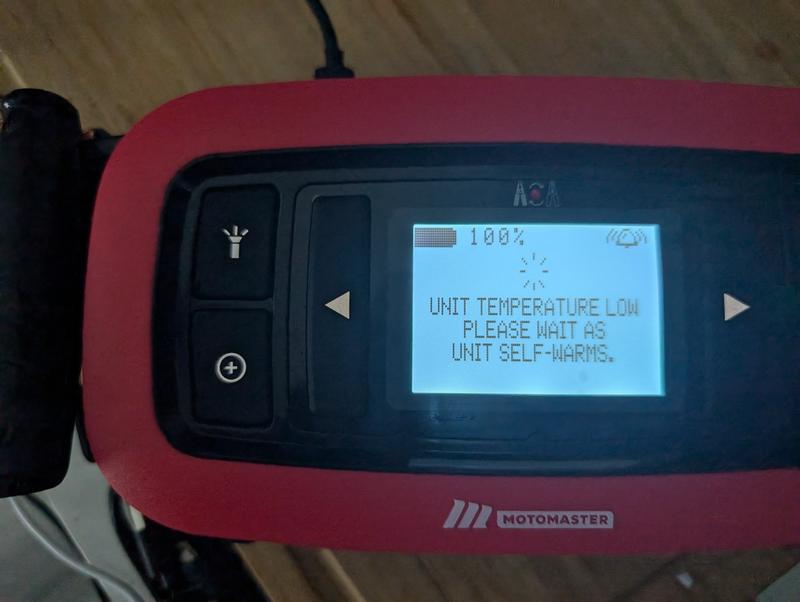 100%
UNIT TEMPERATURE LOW
PLEASE WAIT AS
UNIT SELF-WARMS.
MOTOMASTER